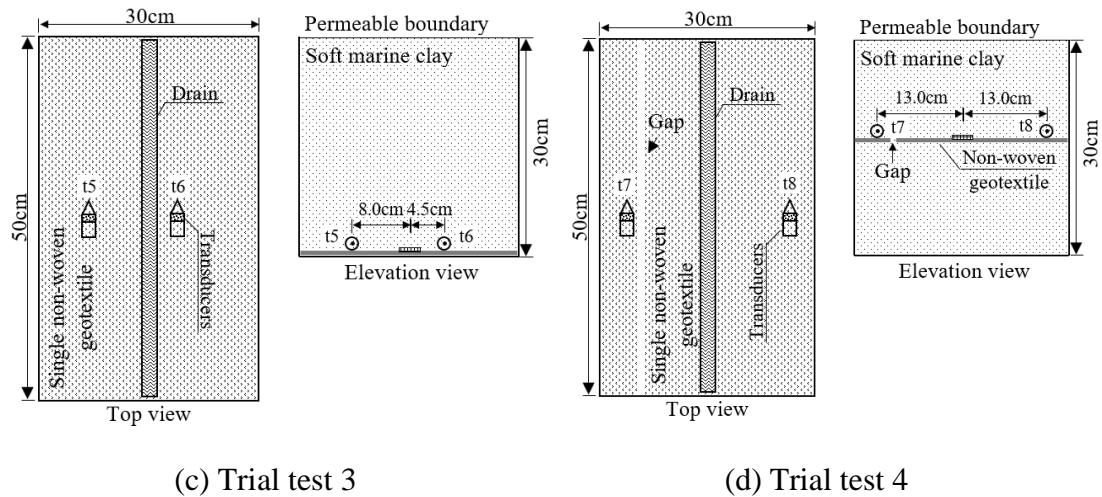 30cm
50cm
Drain
t5
t6
Transducers
Single non-woven
geotextile
Top view
Permeable boundary
Soft marine clay
30cm
8.0cm
4.5cm
t5
t6
Elevation view
(c) Trial test 3
30cm
50cm
Drain
Gap
t7
t8
Single non-woven
geotextile
Transducers
Top view
Permeable boundary
Soft marine clay
13.0cm
13.0cm
t7
t8
Gap
Non-woven
geotextile
30cm
Elevation view
(d) Trial test 4